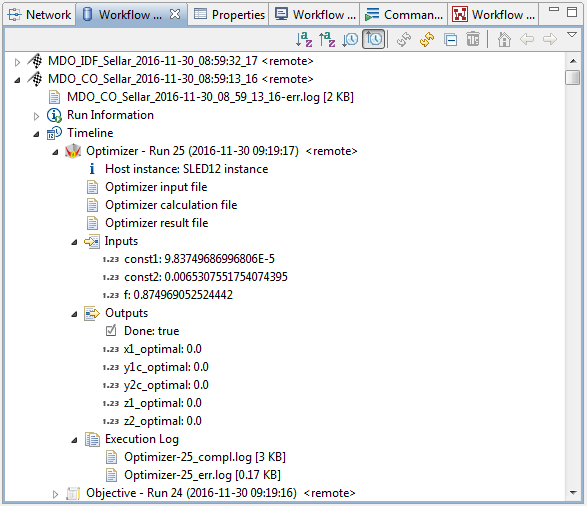 Network Workflow ... Properties Workflow ... Comman... Workflow ...
MDO_IDF_Sellar_2016-11-30_08:59:32_17 <remote>
MDO_CO_Sellar_2016-11-30_08:59:13_16 <remote>
MDO_CO_Sellar_2016-11-30_08_59_13_16-err.log [2 KB]
Run Information
Timeline
Optimizer - Run 25 (2016-11-30 09:19:17) <remote>
Host instance: SLED12 instance
Optimizer input file
Optimizer calculation file
Optimizer result file
Inputs
1.23 const1: 9.83749686996806E-5
1.23 const2: 0.0065307551754074395
1.23 f: 0.874969052524442
Outputs
Done: true
1.23 x1_optimal: 0.0
1.23 y1c_optimal: 0.0
1.23 y2c_optimal: 0.0
1.23 z1_optimal: 0.0
1.23 z2_optimal: 0.0
Execution Log
Optimizer-25_compl.log [3 KB]
Optimizer-25_err.log [0.17 KB]
Objective - Run 24 (2016-11-30 09:19:16) <remote>